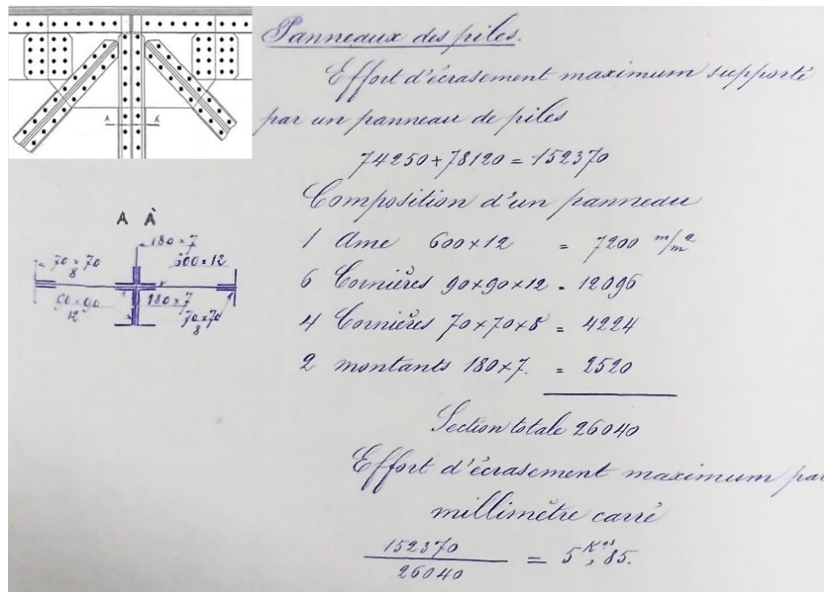 Panneaux des piles.
Effort d'écrasement maximum supporté
par un panneau de piles
74250+78120=152370
Composition d'un panneau
1 Ame 600×12 = 7200 m/m²
6 Cornières 90×90×12 = 12096
4 Cornières 70×70×8 = 4224
2 montants 180×7. = 2520
Section totale 26040
Effort d'écrasement maximum par
millimètre carré
152370
26040
= 5Kgs,85.
A A
A À
180×7
70×70
8
600×12
90×90
12
180×7
70×70
8